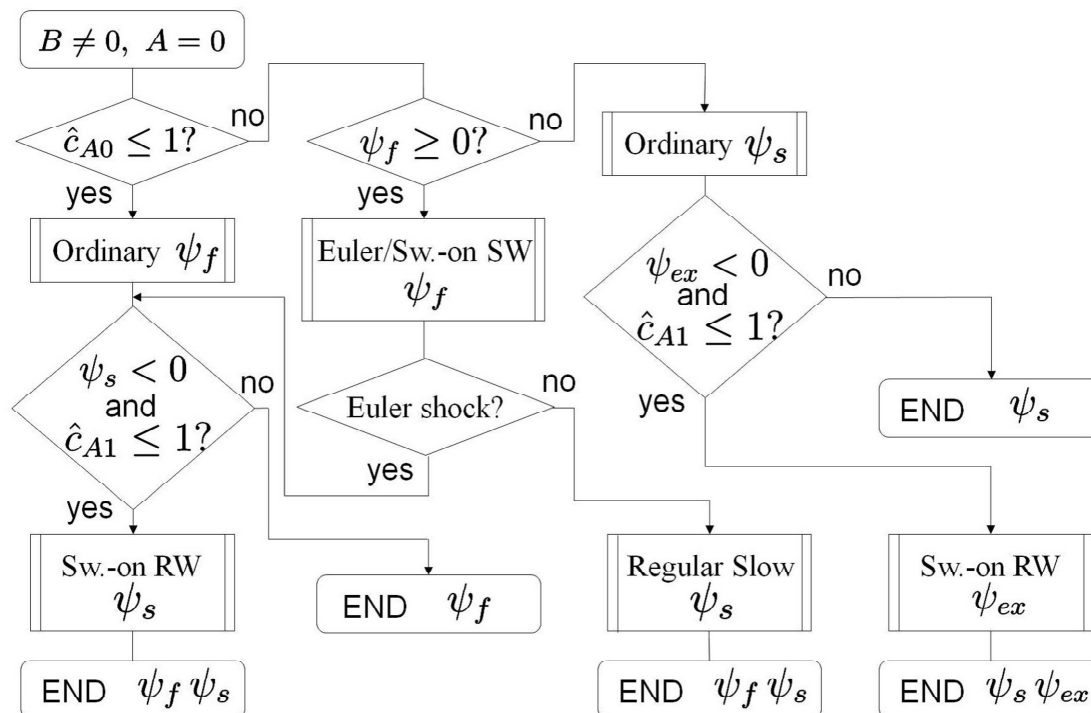 B ≠ 0, A = 0
ĉ_{A0} ≤ 1?
no
yes
Ordinary ψ_f
ψ_s < 0
and
ĉ_{A1} ≤ 1?
no
yes
Sw.-on RW
ψ_s
END ψ_f ψ_s
END ψ_f
ψ_f ≥ 0?
no
yes
Euler/Sw.-on SW
ψ_f
Euler shock?
no
yes
Regular Slow
ψ_s
END ψ_f ψ_s
Ordinary ψ_s
ψ_{ex} < 0
and
ĉ_{A1} ≤ 1?
no
yes
END ψ_s
Sw.-on RW
ψ_{ex}
END ψ_s ψ_{ex}